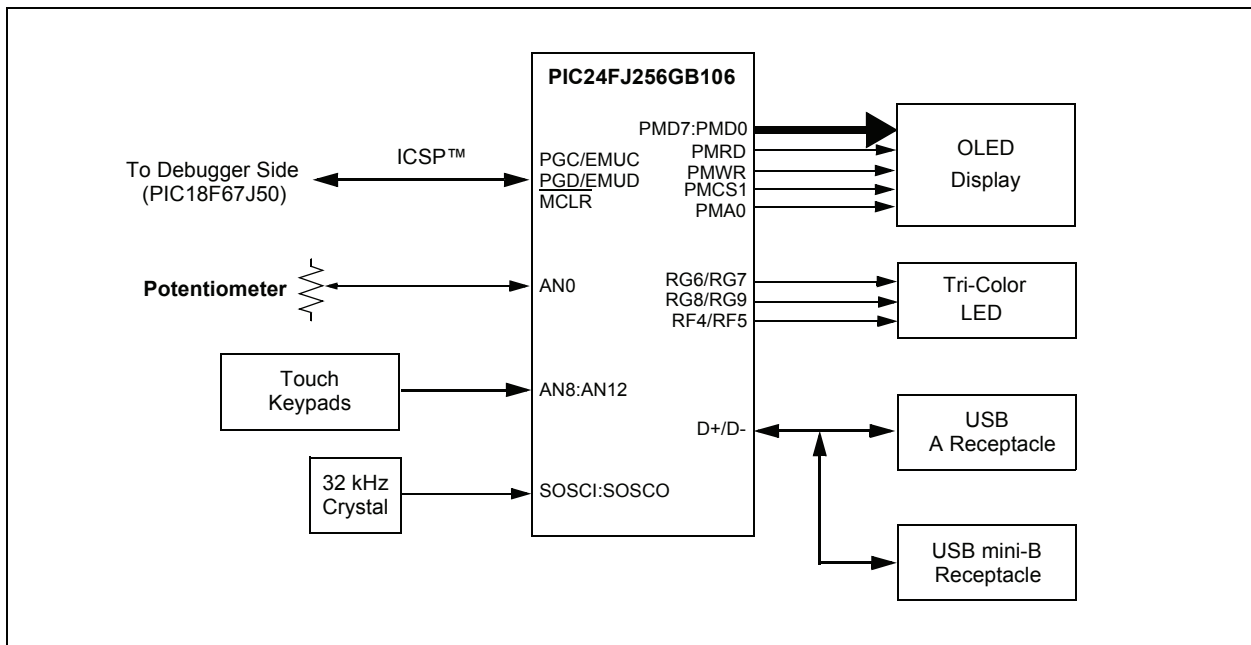 PIC24FJ256GB106
To Debugger Side
(PIC18F67J50)
ICSP™
PGC/EMUC
PGD/EMUD
MCLR
Potentiometer
AN0
Touch
Keypads
AN8:AN12
32 kHz
Crystal
SOSCI:SOSCO
PMD7:PMD0
PMRD
PMWR
PMCS1
PMA0
OLED
Display
RG6/RG7
RG8/RG9
RF4/RF5
Tri-Color
LED
D+/D-
USB
A Receptacle
USB mini-B
Receptacle